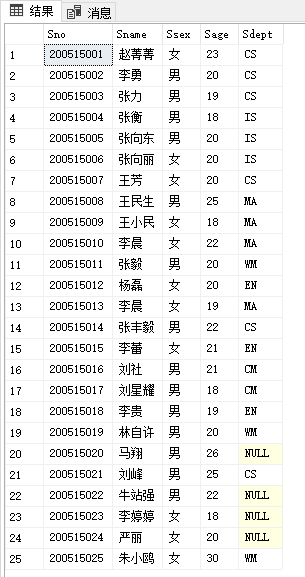 结果 消息
Sno Sname Ssex Sage Sdept
1 200515001 赵菁菁 女 23 CS
2 200515002 李勇 男 20 CS
3 200515003 张力 男 19 CS
4 200515004 张衡 男 18 IS
5 200515005 张向东 男 20 IS
6 200515006 张向丽 女 20 IS
7 200515007 王芳 女 20 CS
8 200515008 王民生 男 25 MA
9 200515009 王小民 女 18 MA
10 200515010 李晨 女 22 MA
11 200515011 张毅 男 20 WM
12 200515012 杨磊 女 20 EN
13 200515013 李晨 女 19 MA
14 200515014 张丰毅 男 22 CS
15 200515015 李蕾 女 21 EN
16 200515016 刘社 男 21 CM
17 200515017 刘星耀 男 18 CM
18 200515018 李贵 男 19 EN
19 200515019 林自许 男 20 WM
20 200515020 马翔 男 26 NULL
21 200515021 刘峰 男 25 CS
22 200515022 牛站强 男 22 NULL
23 200515023 李婷婷 女 18 NULL
24 200515024 严丽 女 20 NULL
25 200515025 朱小鸥 女 30 WM